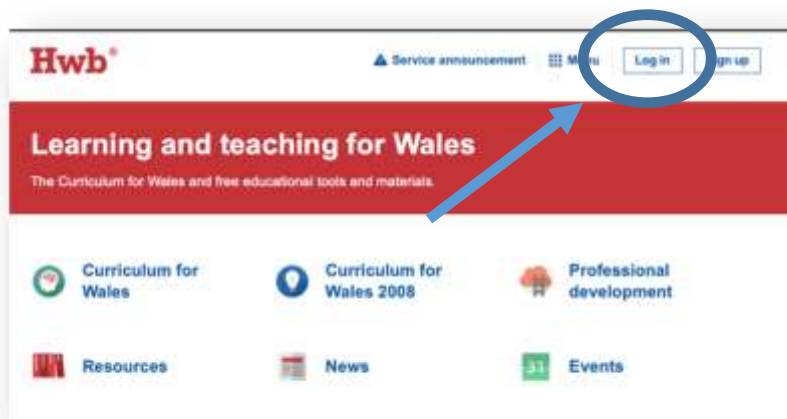 Hwb®
Service announcement
Log in
Learning and teaching for Wales
The Curriculum for Wales and free educational tools and materials.
Curriculum for
Wales
Curriculum for
Wales 2008
Professional
development
Resources
News
31
Events